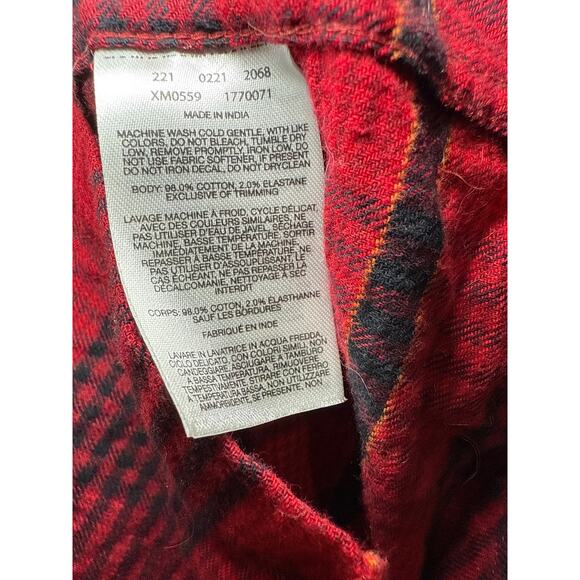 221 0221 2068
XM0559 1770071
MADE IN INDIA
MACHINE WASH COLD GENTLE, WITH LIKE
COLORS, DO NOT BLEACH, TUMBLE DRY
LOW, REMOVE PROMPTLY, IRON LOW, DO
NOT USE FABRIC SOFTENER, IF PRESENT
DO NOT IRON DECAL, DO NOT DRYCLEAN
BODY: 98.0% COTTON, 2.0% ELASTANE
EXCLUSIVE OF TRIMMING
LAVAGE MACHINE À FROID, CYCLE DÉLICAT,
AVEC DES COULEURS SIMILAIRES, NE
PAS UTILISER D'EAU DE JAVEL, SÉCHAGE
MACHINE, BASSE TEMPÉRATURE, SORTIR
IMMÉDIATEMENT DE LA MACHINE,
REPASSER À BASSE TEMPÉRATURE, NE
PAS UTILISER D'ASSOUPLISSANT, LE
CAS ÉCHÉANT, NE PAS REPASSER LA
DÉCALCOMANIE, NETTOYAGE À SEC
INTERDIT
CORPS: 98.0% COTON, 2.0% ELASTHANNE
SAUF LES BORDURES
FABRIQUÉ EN INDE
LAVARE IN LAVATRICE IN ACQUA FREDDA,
CICLO DELICATO, CON COLORI SIMILI, NON
CANDEGGIARE, ASCIUGARE A TAMBURO
A BASSA TEMPERATURA, RIMUOVERE
TEMPESTIVAMENTE, STIRARE CON FERRO
A TEMPERATURA BASSA, NON UTILIZZARE
AMMORBIDENTE, SE PRESENTE, NON